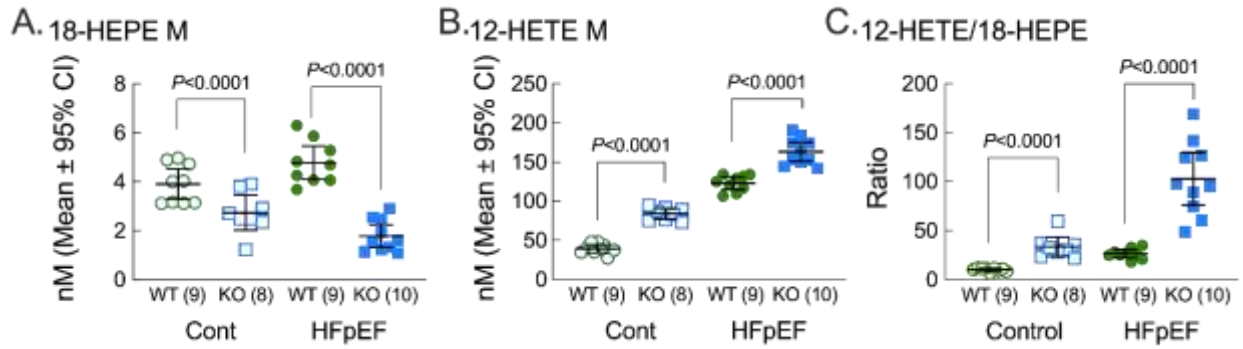 A. 18-HEPE M
nM (Mean ± 95% CI)
8
6
4
2
0
P<0.0001
P<0.0001
WT (9) KO (8) WT (9) KO (10)
Cont HFpEF
B. 12-HETE M
nM (Mean ± 95% CI)
250
200
150
100
50
0
P<0.0001
P<0.0001
WT (9) KO (8) WT (9) KO (10)
Cont HFpEF
C. 12-HETE/18-HEPE
Ratio
200
150
100
50
0
P<0.0001
P<0.0001
WT (9) KO (8) WT (9) KO (10)
Control HFpEF